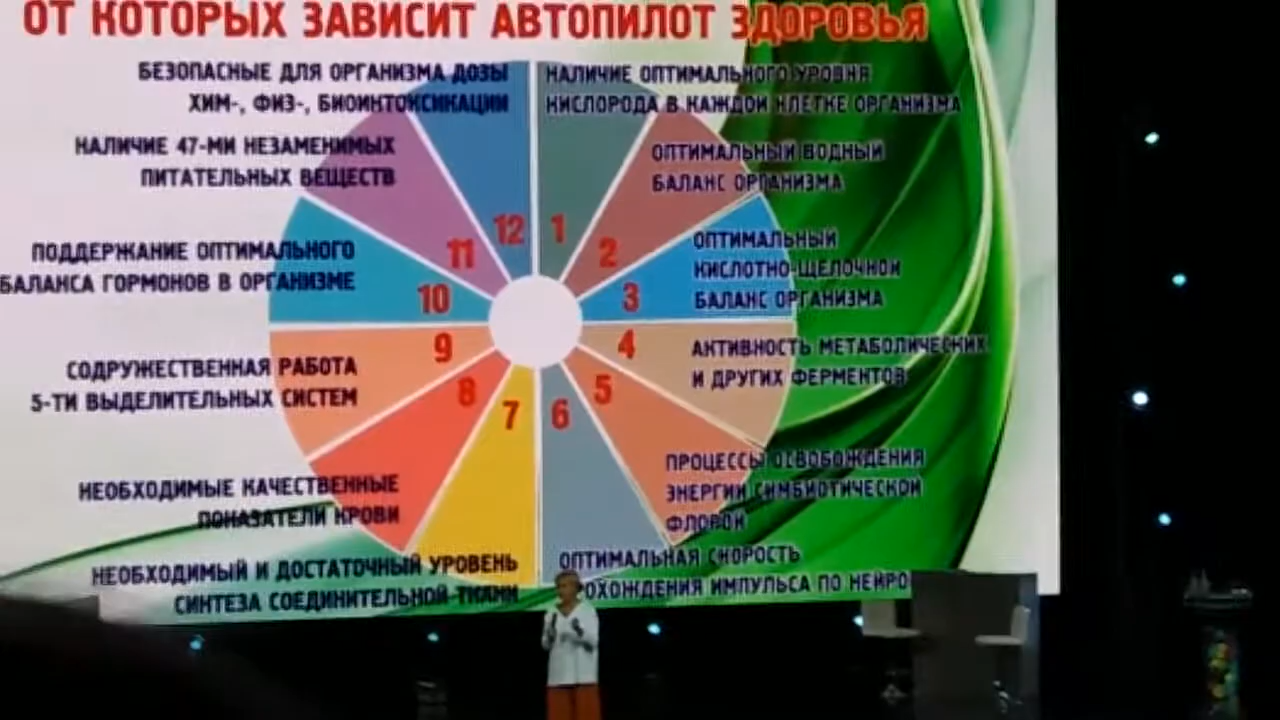 ОТ КОТОРЫХ ЗАВИСИТ АВТОПИЛОТ ЗДОРОВЬЯ
НАЛИЧИЕ ОПТИМАЛЬНОГО УРОВНЯ
КИСЛОРОДА В КАЖДОЙ КЛЕТКЕ ОРГАНИЗМА
1
ОПТИМАЛЬНЫЙ ВОДНЫЙ
БАЛАНС ОРГАНИЗМА
2
ОПТИМАЛЬНЫЙ
КИСЛОТНО-ЩЕЛОЧНОЙ
БАЛАНС ОРГАНИЗМА
3
АКТИВНОСТЬ МЕТАБОЛИЧЕСКИХ
И ДРУГИХ ФЕРМЕНТОВ
4
ПРОЦЕССЫ ОСВОБОЖДЕНИЯ
ЭНЕРГИИ СИМБИОТИЧЕСКОЙ
ФЛОРОЙ
5
ОПТИМАЛЬНАЯ СКОРОСТЬ
РОХОЖДЕНИЯ ИМПУЛЬСА ПО НЕЙРО
6
НЕОБХОДИМЫЙ И ДОСТАТОЧНЫЙ УРОВЕНЬ
СИНТЕЗА СОЕДИНИТЕЛЬНОЙ ТКАНИ
7
НЕОБХОДИМЫЕ КАЧЕСТВЕННЫЕ
ПОКАЗАТЕЛИ КРОВИ
8
СОДРУЖЕСТВЕННАЯ РАБОТА
5-ТИ ВЫДЕЛИТЕЛЬНЫХ СИСТЕМ
9
ПОДДЕРЖАНИЕ ОПТИМАЛЬНОГО
БАЛАНСА ГОРМОНОВ В ОРГАНИЗМЕ
10
НАЛИЧИЕ 47-МИ НЕЗАМЕНИМЫХ
ПИТАТЕЛЬНЫХ ВЕЩЕСТВ
11
БЕЗОПАСНЫЕ ДЛЯ ОРГАНИЗМА ДОЗЫ
ХИМ-, ФИЗ-, БИОИНТОКСИКАЦИИ
12